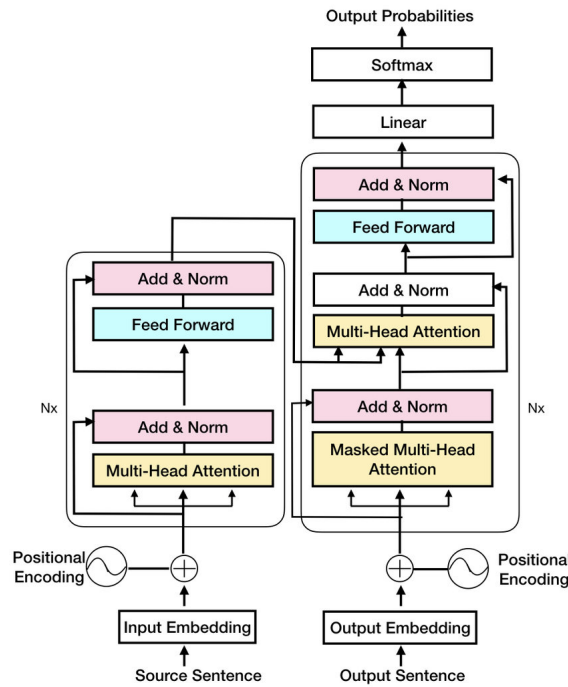 Output Probabilities
Softmax
Linear
Add & Norm
Feed Forward
Add & Norm
Multi-Head Attention
Add & Norm
Masked Multi-Head
Attention
Nx
Positional
Encoding
Output Embedding
Output Sentence
Add & Norm
Feed Forward
Nx
Add & Norm
Multi-Head Attention
Positional
Encoding
Input Embedding
Source Sentence